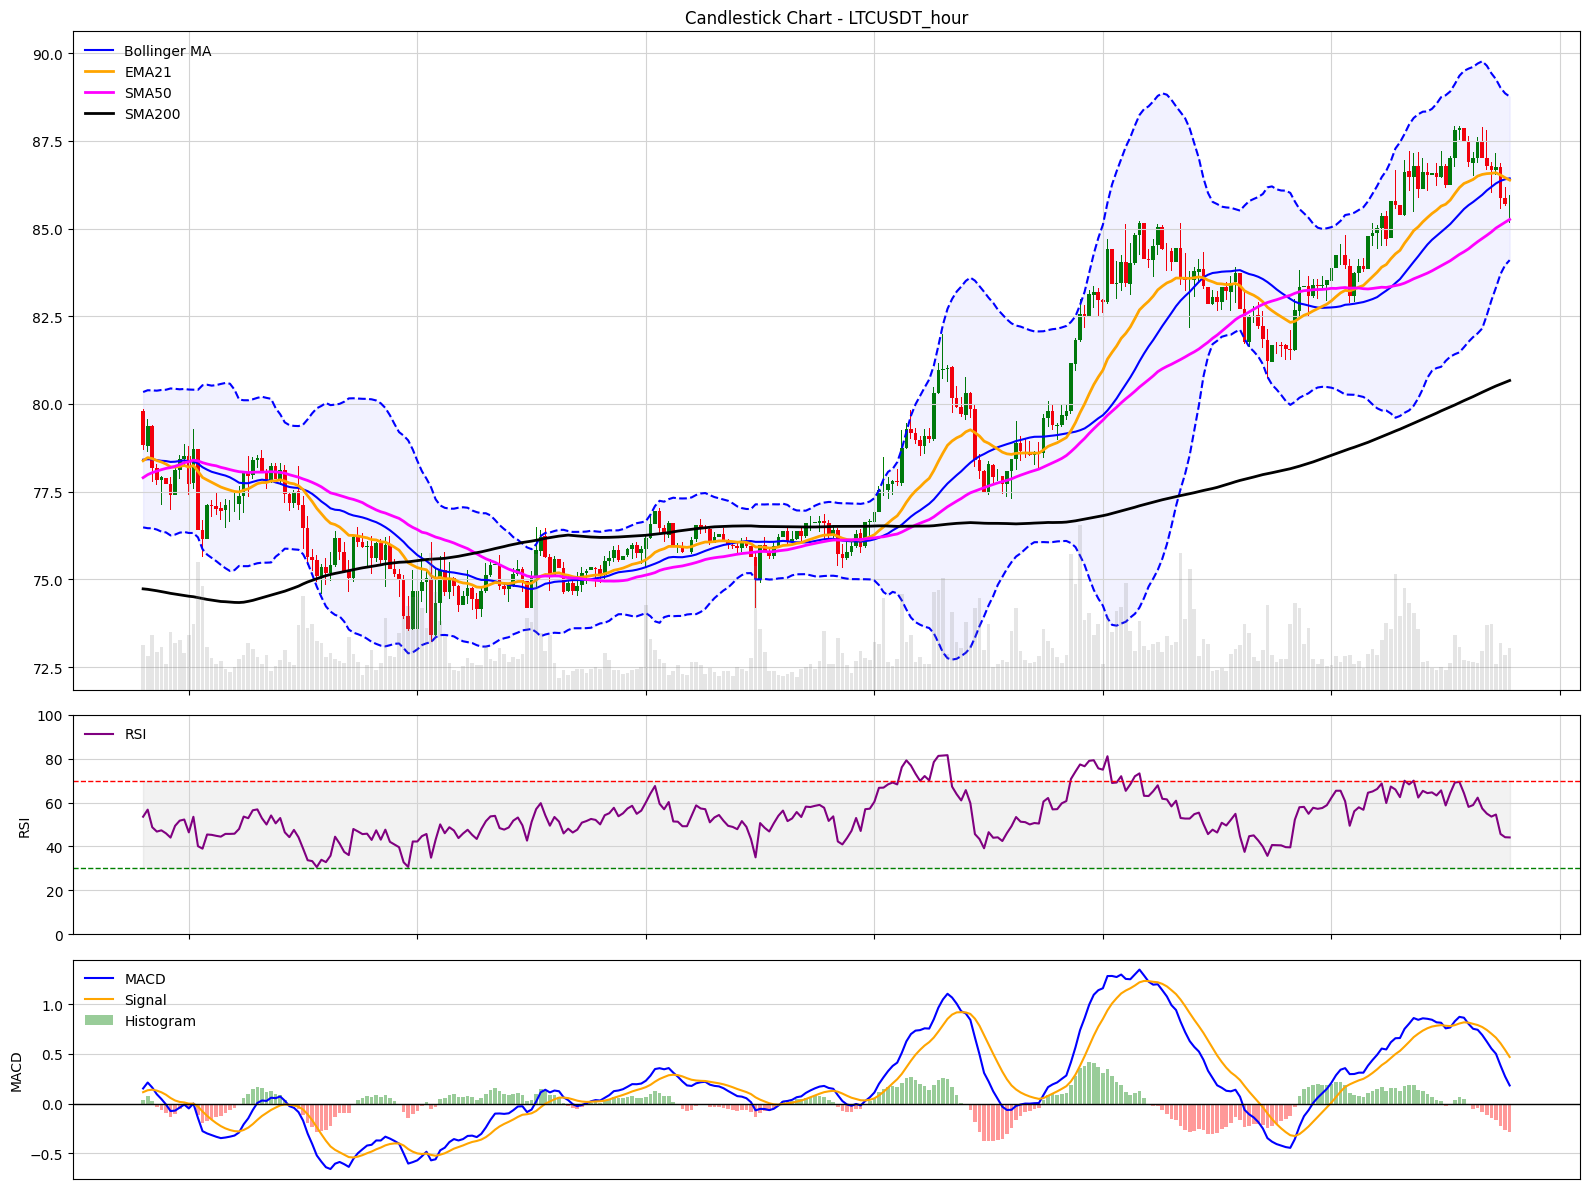 Candlestick Chart - LTCUSDT_hour
Bollinger MA
EMA21
SMA50
SMA200
90.0
87.5
85.0
82.5
80.0
77.5
75.0
72.5
RSI
RSI
100
80
60
40
20
0
MACD
Signal
Histogram
MACD
1.0
0.5
0.0
−0.5